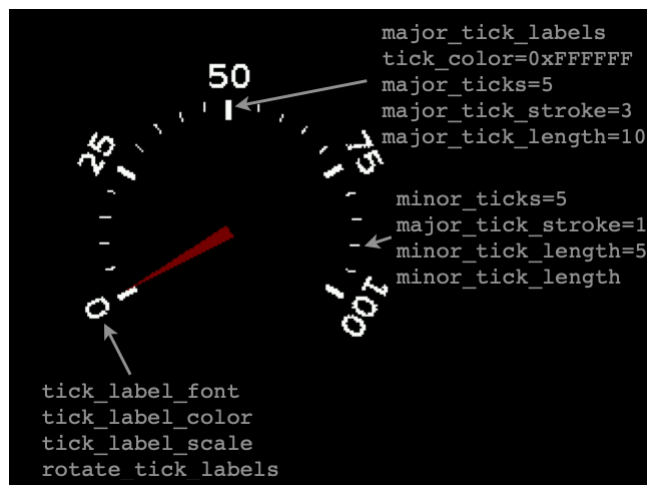 major_tick_labels
tick_color=0xFFFFFF
major_ticks=5
major_tick_stroke=3
major_tick_length=10
50
25
75
minor_ticks=5
major_tick_stroke=1
minor_tick_length=5
minor_tick_length
0
100
tick_label_font
tick_label_color
tick_label_scale
rotate_tick_labels